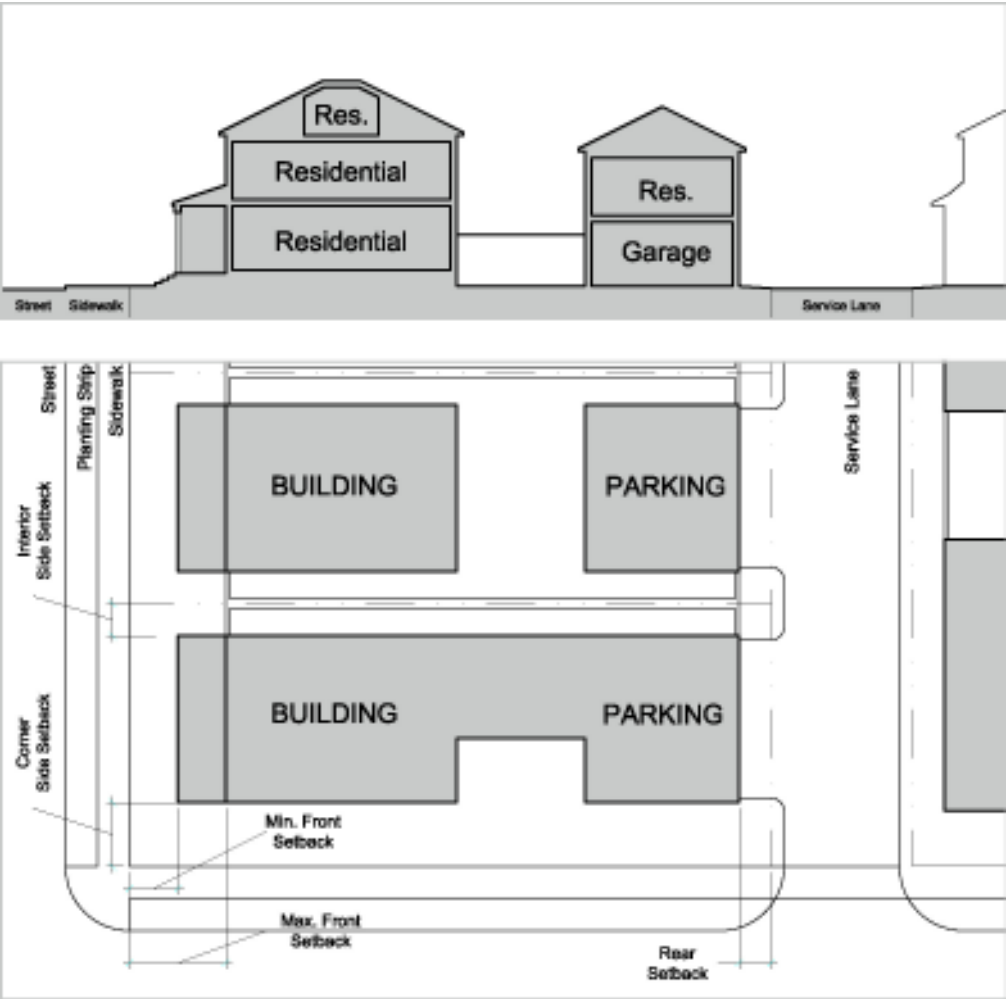 Res.
Residential
Res.
Residential
Garage
Street
Sidewalk
Service Lane
Street
Planting Strip
Sidewalk
Service Lane
BUILDING
PARKING
Interior
Side Setback
BUILDING
PARKING
Corner
Side Setback
Min. Front
Setback
Max. Front
Setback
Rear
Setback